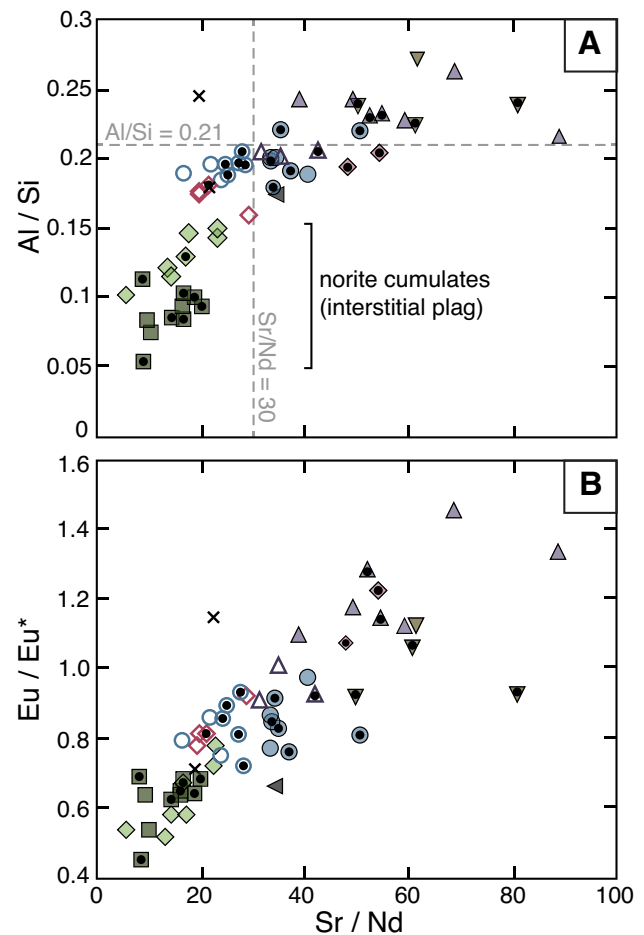 0.3
A
0.25
Al/Si = 0.21
0.2
Al / Si
0.15
norite cumulates
(interstitial plag)
0.1
Sr/Nd = 30
0.05
0
1.6
B
1.4
1.2
Eu / Eu*
1.0
0.8
0.6
0.4
0 20 40 60 80 100
Sr / Nd